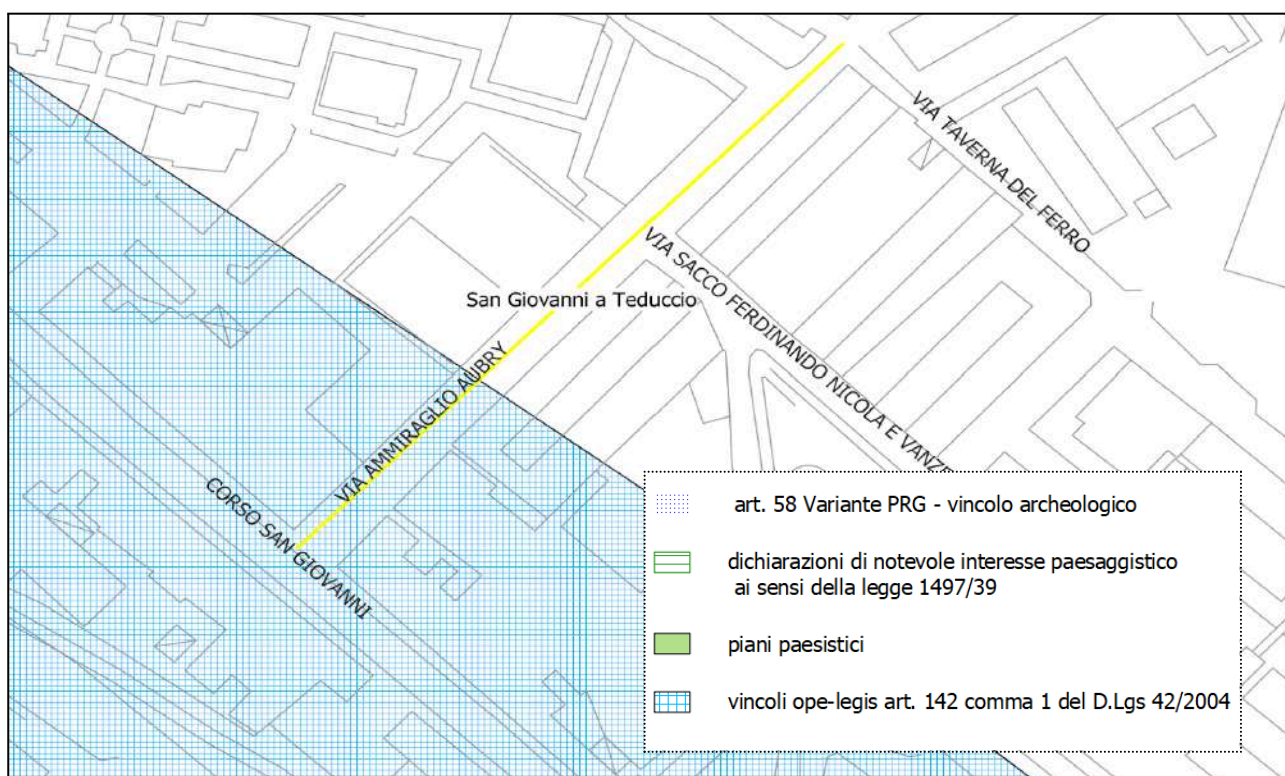 VIA TAVERNA DEL FERRO
VIA SACCO FERDINANDO NICOLA E VANZE
San Giovanni a Teduccio
VIA AMMIRAGLIO AUBRY
CORSO SAN GIOVANNI
art. 58 Variante PRG - vincolo archeologico
dichiarazioni di notevole interesse paesaggistico
ai sensi della legge 1497/39
piani paesistici
vincoli ope-legis art. 142 comma 1 del D.Lgs 42/2004